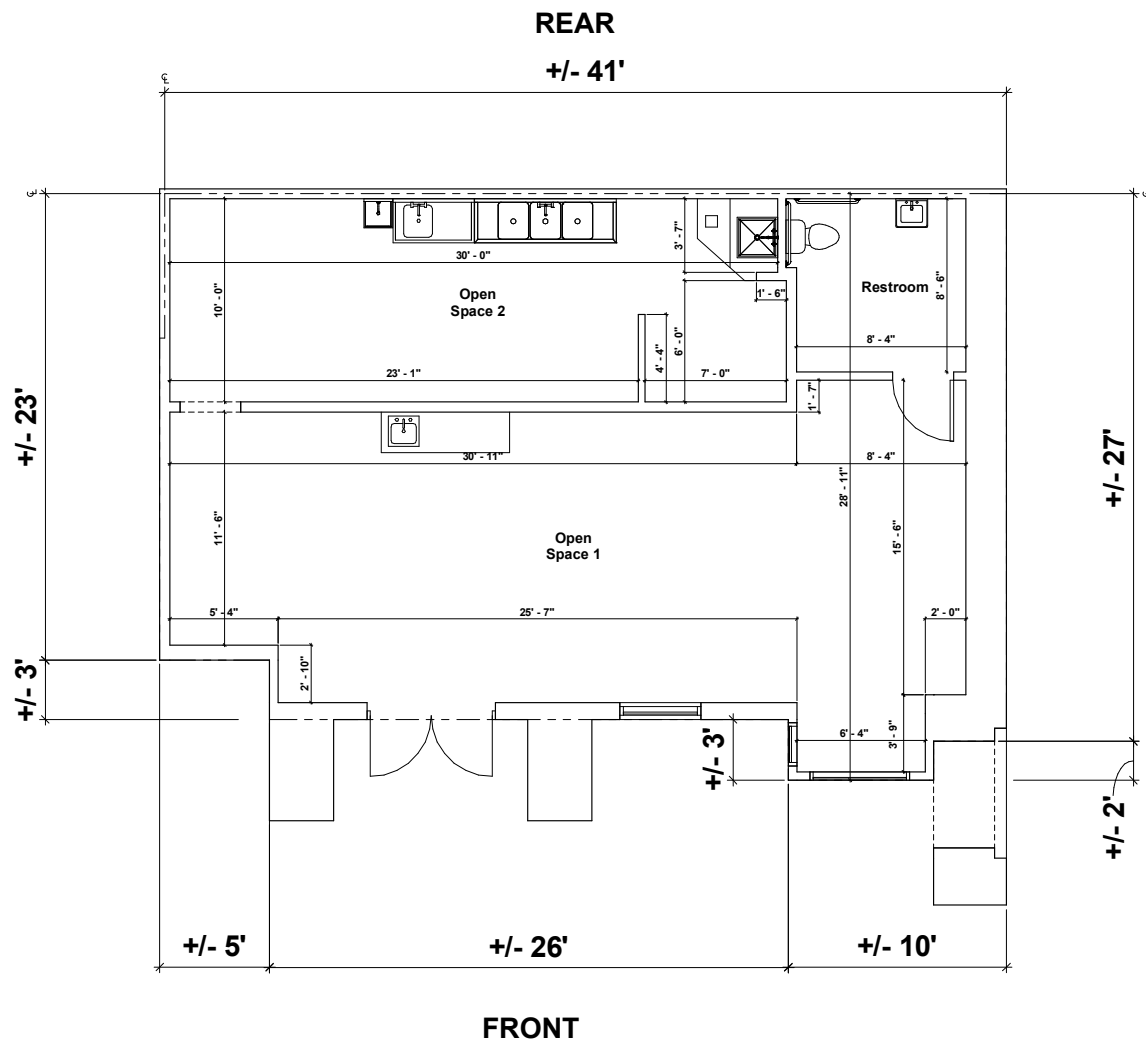 REAR
+/- 41'
℄
℄
℄
3' - 7"
30' - 0"
Open
Space 2
10' - 0"
1' - 6"
Restroom
8' - 6"
6' - 0"
4' - 4"
8' - 4"
23' - 1"
7' - 0"
1' - 7"
+/- 23'
+/- 27'
30' - 11"
8' - 4"
28' - 11"
11' - 6"
15' - 6"
Open
Space 1
5' - 4"
25' - 7"
2' - 0"
2' - 10"
+/- 3'
+/- 3'
6' - 4"
3' - 9"
+/- 2'
+/- 5'
+/- 26'
+/- 10'
FRONT